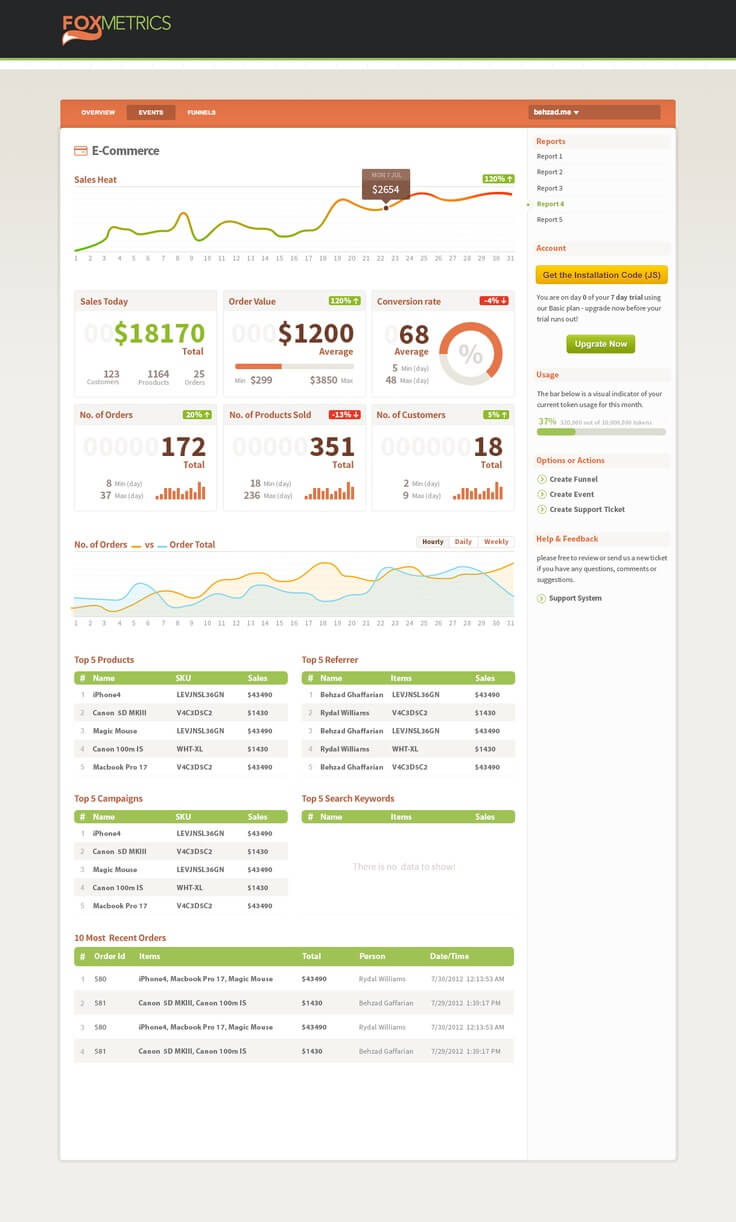 FOXMETRICS
OVERVIEW EVENTS FUNNELS behzad.me
E-Commerce
Sales Heat 120%
MON 7 JUL
$2654
1 2 3 4 5 6 7 8 9 10 11 12 13 14 15 16 17 18 19 20 21 22 23 24 25 26 27 28 29 30 31
Sales Today
00$18170
Total
123 1164 25
Customers Prooducts Orders
Order Value 120%
000$1200
Average
Min $299 $3850 Max
Conversion rate -4%
068
Average
5 Min (day)
48 Max (day)
%
No. of Orders 20%
00000172
Total
8 Min (day)
37 Max (day)
No. of Products Sold -13%
00000351
Total
18 Min (day)
236 Max (day)
No. of Customers 5%
00000018
Total
2 Min (day)
9 Max (day)
No. of Orders vs Order Total Hourly Daily Weekly
1 2 3 4 5 6 7 8 9 10 11 12 13 14 15 16 17 18 19 20 21 22 23 24 25 26 27 28 29 30 31
Top 5 Products
# Name SKU Sales
1 iPhone4 LEVJNSL36GN $43490
2 Canon 5D MKIII V4C3D5C2 $1430
3 Magic Mouse LEVJNSL36GN $43490
4 Canon 100m IS WHT-XL $1430
5 Macbook Pro 17 V4C3D5C2 $43490
Top 5 Referrer
# Name Items Sales
1 Behzad Ghaffarian LEVJNSL36GN $43490
2 Rydal Williams V4C3D5C2 $1430
3 Behzad Ghaffarian LEVJNSL36GN $43490
4 Rydal Williams WHT-XL $1430
5 Behzad Ghaffarian V4C3D5C2 $43490
Top 5 Campaigns
# Name SKU Sales
1 iPhone4 LEVJNSL36GN $43490
2 Canon 5D MKIII V4C3D5C2 $1430
3 Magic Mouse LEVJNSL36GN $43490
4 Canon 100m IS WHT-XL $1430
5 Macbook Pro 17 V4C3D5C2 $43490
Top 5 Search Keywords
# Name Items Sales
There is no data to show!
10 Most Recent Orders
# Order Id Items Total Person Date/Time
1 580 iPhone4, Macbook Pro 17, Magic Mouse $43490 Rydal Williams 7/30/2012 12:13:53 AM
2 581 Canon 5D MKIII, Canon 100m IS $1430 Behzad Gaffarian 7/29/2012 1:39:17 PM
3 580 iPhone4, Macbook Pro 17, Magic Mouse $43490 Rydal Williams 7/30/2012 12:13:53 AM
4 581 Canon 5D MKIII, Canon 100m IS $1430 Behzad Gaffarian 7/29/2012 1:39:17 PM
Reports
Report 1
Report 2
Report 3
Report 4
Report 5
Account
Get the Installation Code (JS)
You are on day 0 of your 7 day trial using
our Basic plan - upgrade now before your
trial runs out!
Upgrade Now
Usage
The bar below is a visual indicator of your
current token usage for this month.
37% 320,000 out of 10,000,000 tokens
Options or Actions
Create Funnel
Create Event
Create Support Ticket
Help & Feedback
please free to review or send us a new ticket
if you have any questions, comments or
suggestions.
Support System